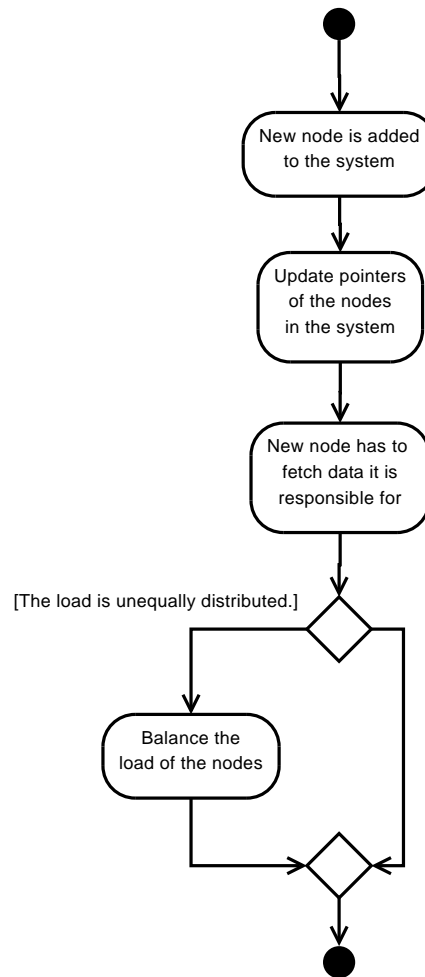 New node is added
to the system
Update pointers
of the nodes
in the system
New node has to
fetch data it is
responsible for
[The load is unequally distributed.]
Balance the
load of the nodes